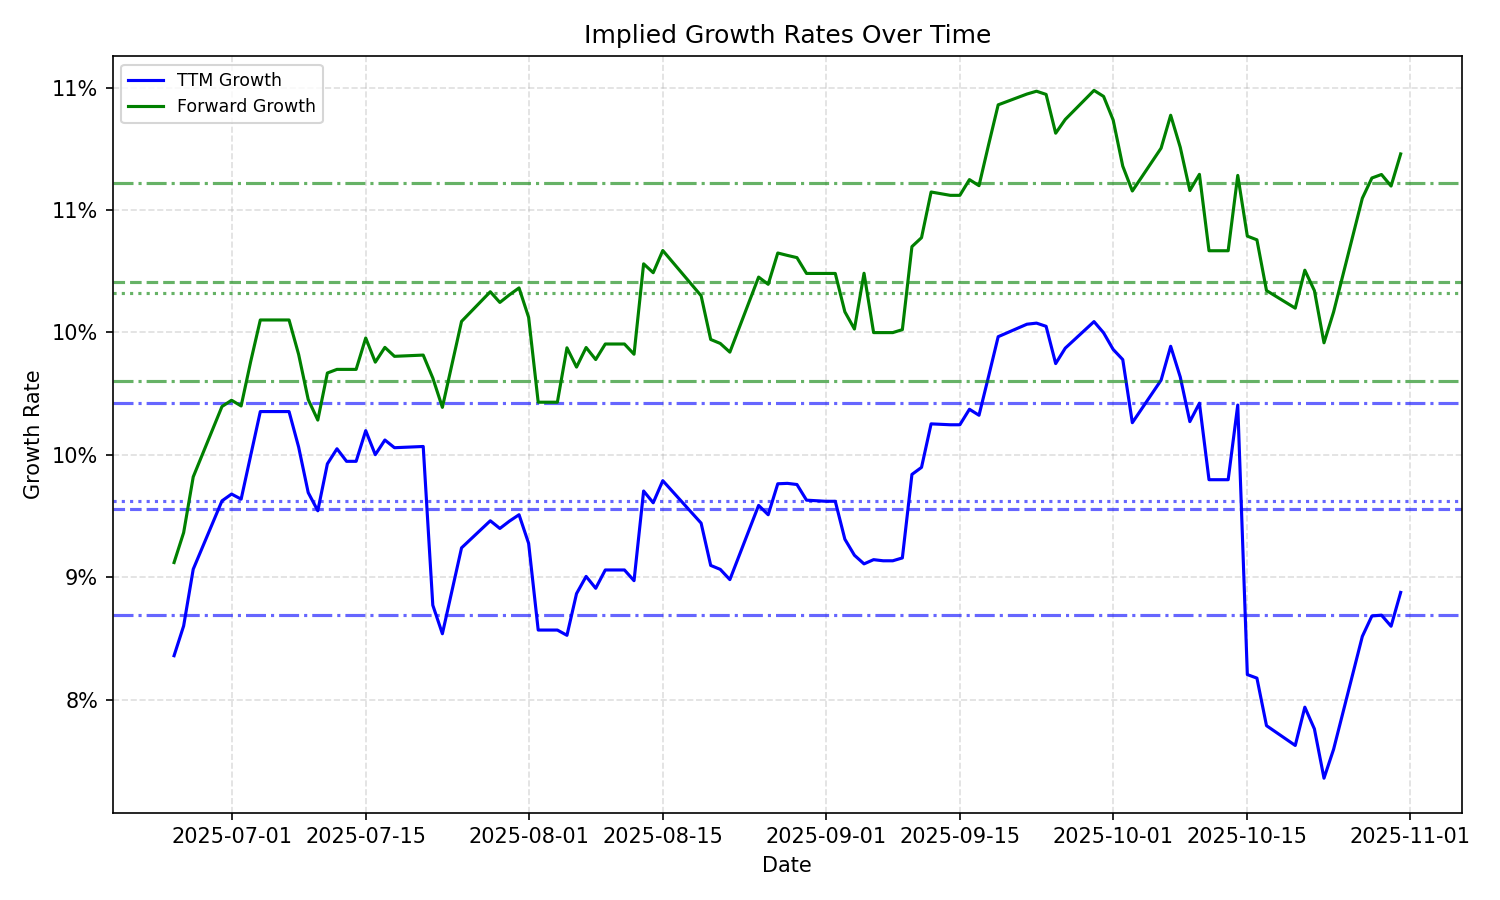 Implied Growth Rates Over Time
TTM Growth
Forward Growth
11%
11%
10%
10%
9%
8%
Growth Rate
2025-07-01 2025-07-15 2025-08-01 2025-08-15 2025-09-01 2025-09-15 2025-10-01 2025-10-15 2025-11-01
Date